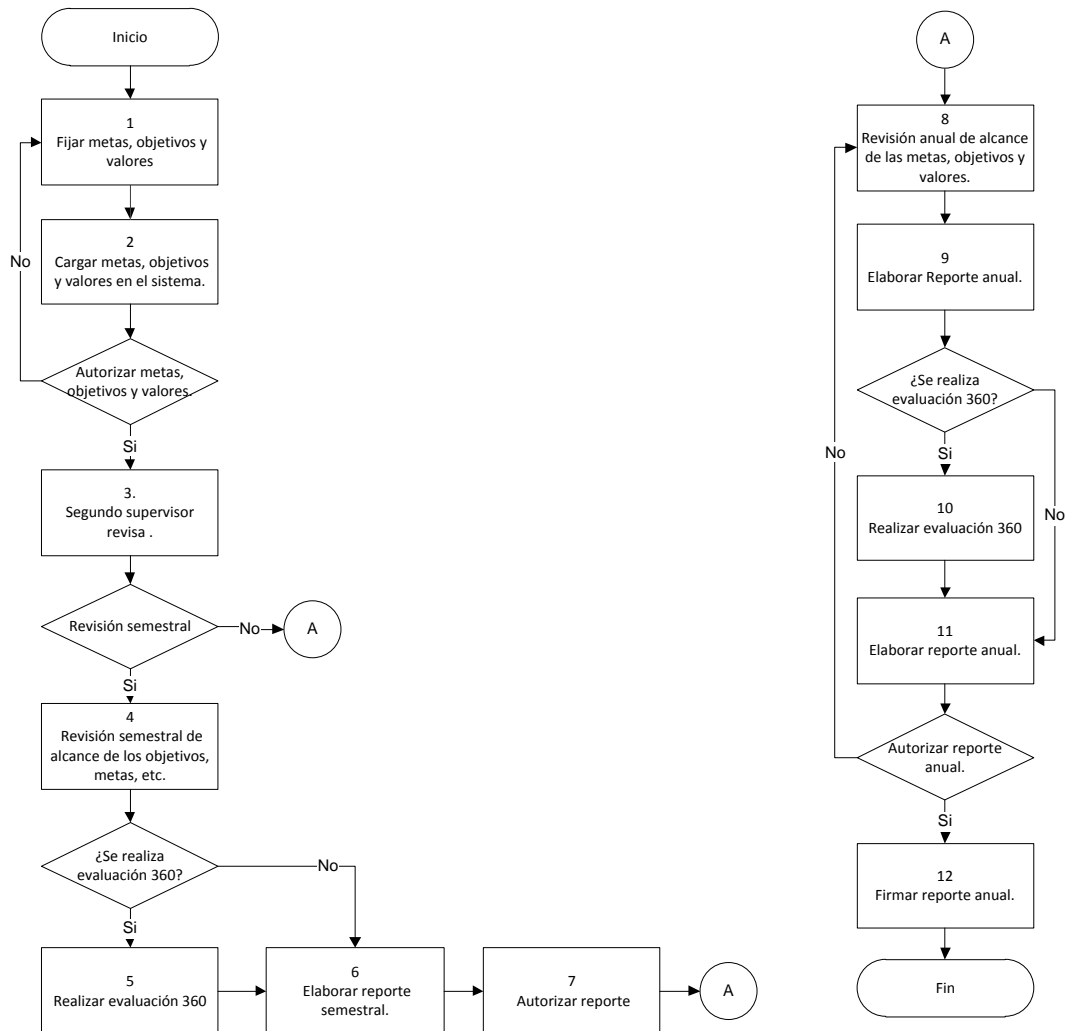 Inicio
1
Fijar metas, objetivos y
valores
2
Cargar metas, objetivos
y valores en el sistema.
No
Autorizar metas,
objetivos y valores.
Si
3.
Segundo supervisor
revisa .
Revisión semestral
No
A
Si
4
Revisión semestral de
alcance de los objetivos,
metas, etc.
¿Se realiza
evaluación 360?
No
Si
5
Realizar evaluación 360
6
Elaborar reporte
semestral.
7
Autorizar reporte
A
A
8
Revisión anual de alcance
de las metas, objetivos y
valores.
9
Elaborar Reporte anual.
¿Se realiza
evaluación 360?
No
Si
10
Realizar evaluación 360
No
11
Elaborar reporte anual.
Autorizar reporte
anual.
Si
12
Firmar reporte anual.
Fin